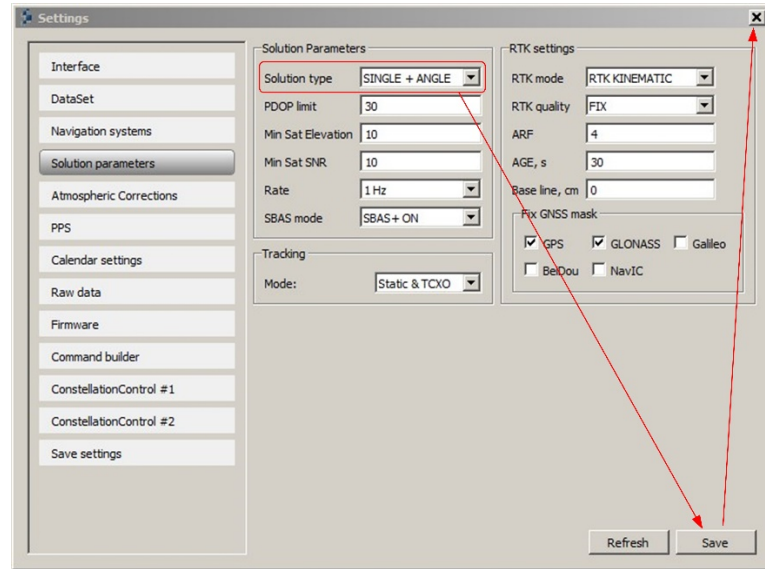 Settings
Interface
DataSet
Navigation systems
Solution parameters
Atmospheric Corrections
PPS
Calendar settings
Raw data
Firmware
Command builder
ConstellationControl #1
ConstellationControl #2
Save settings
Solution Parameters
Solution type SINGLE + ANGLE
PDOP limit 30
Min Sat Elevation 10
Min Sat SNR 10
Rate 1 Hz
SBAS mode SBAS+ ON
Tracking
Mode: Static & TCXO
RTK settings
RTK mode RTK KINEMATIC
RTK quality FIX
ARF 4
AGE, s 30
Base line, cm 0
Fix GNSS mask
GPS GLONASS Galileo
BeiDou NavIC
Refresh Save